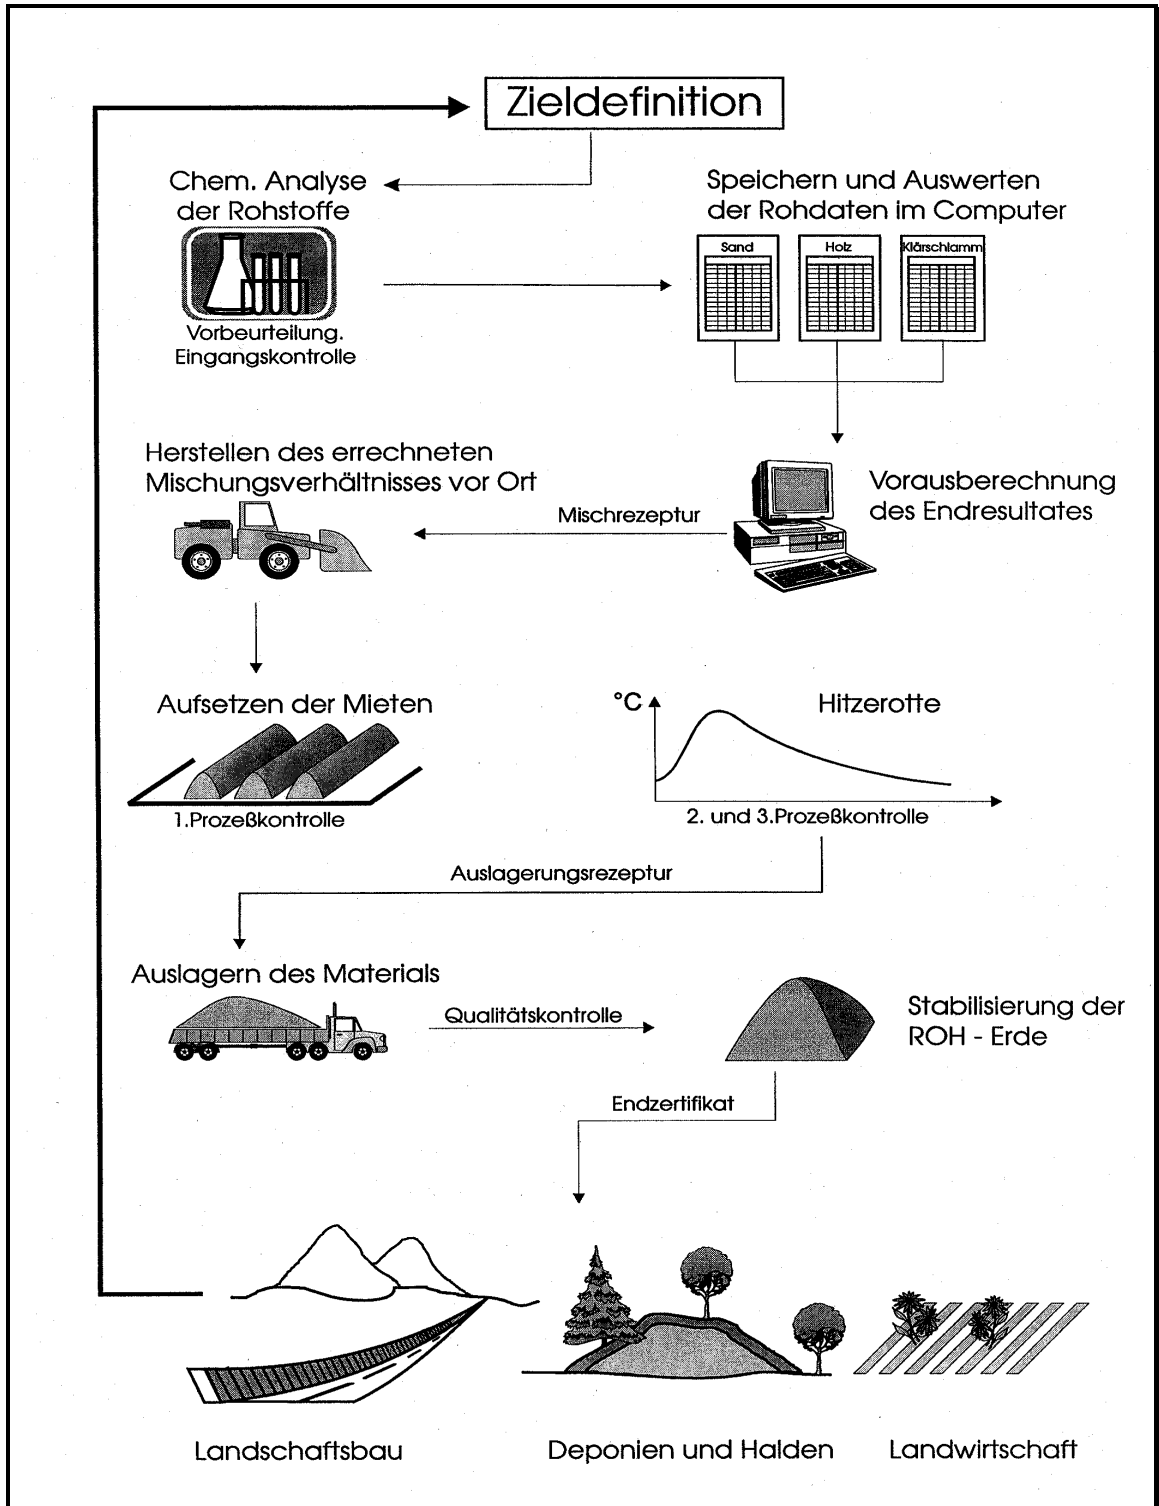 Zieldefinition
Chem. Analyse
der Rohstoffe
Vorbeurteilung.
Eingangskontrolle
Speichern und Auswerten
der Rohdaten im Computer
Sand
Holz
Klärschlamm
Herstellen des errechneten
Mischungsverhältnisses vor Ort
Mischrezeptur
Vorausberechnung
des Endresultates
Aufsetzen der Mieten
1.Prozeßkontrolle
°C
Hitzerotte
2. und 3.Prozeßkontrolle
Auslagerungsrezeptur
Auslagern des Materials
Qualitätskontrolle
Stabilisierung der
ROH - Erde
Endzertifikat
Landschaftsbau
Deponien und Halden
Landwirtschaft